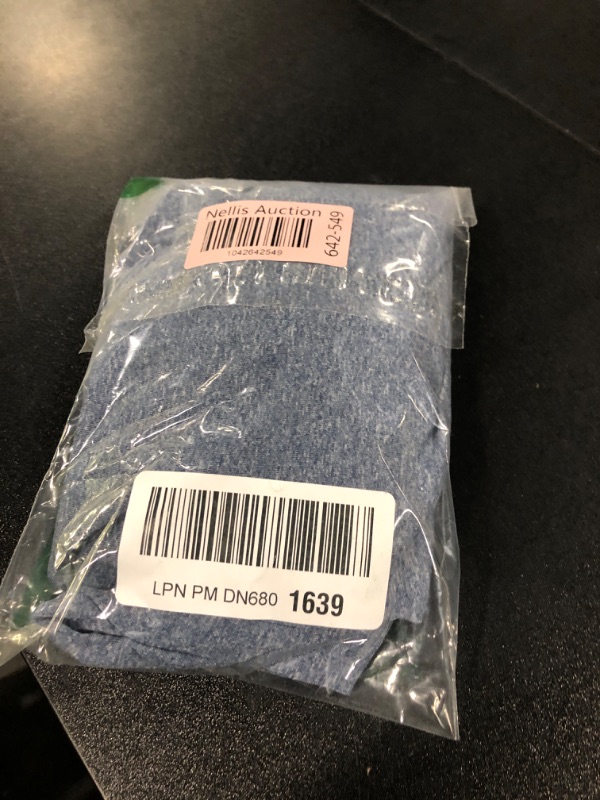 Nellis Auction
1042642549
642-549
LPN PM DN680 1639